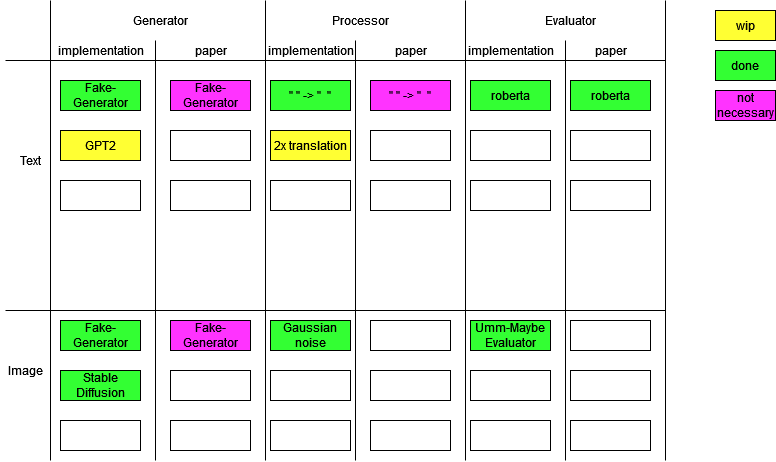 Generator Processor Evaluator
implementation paper implementation paper implementation paper
wip
done
not
necessary
Text
Fake-
Generator
Fake-
Generator
" " -> "  "
" " -> "  "
roberta
roberta
GPT2
2x translation
Image
Fake-
Generator
Fake-
Generator
Gaussian
noise
Umm-Maybe
Evaluator
Stable
Diffusion